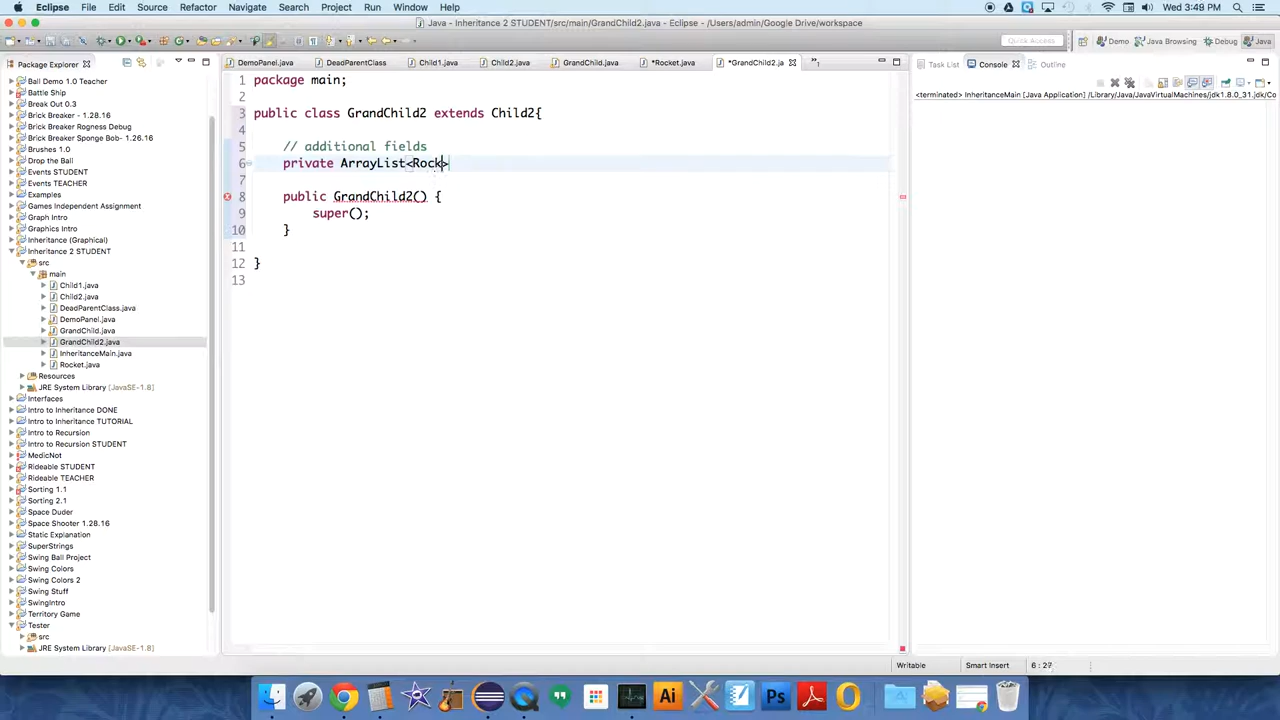 Eclipse File Edit Source Refactor Navigate Search Project Run Window Help Wed 3:49 PM
Java - Inheritance 2 STUDENT/src/main/GrandChild2.java - Eclipse - /Users/admin/Google Drive/workspace
Quick Access Demo Java Browsing Debug Java
Package Explorer DemoPanel.java DeadParentClass Child1.java Child2.java GrandChild.java *Rocket.java *GrandChild2.ja Task List Console Outline
<terminated> InheritanceMain [Java Application] /Library/Java/JavaVirtualMachines/jdk1.8.0_31.jdk/Co
Ball Demo 1.0 Teacher
Battle Ship
Break Out 0.3
Brick Breaker - 1.28.16
Brick Breaker Rogness Debug
Brick Breaker Sponge Bob- 1.26.16
Brushes 1.0
Drop the Ball
Events STUDENT
Events TEACHER
Examples
Games Independent Assignment
Graph Intro
Graphics Intro
Inheritance (Graphical)
Inheritance 2 STUDENT
src
main
Child1.java
Child2.java
DeadParentClass.java
DemoPanel.java
GrandChild.java
GrandChild2.java
InheritanceMain.java
Rocket.java
Resources
JRE System Library [JavaSE-1.8]
Interfaces
Intro to Inheritance DONE
Intro to Inheritance TUTORIAL
Intro to Recursion
Intro to Recursion STUDENT
MedicNot
Rideable STUDENT
Rideable TEACHER
Sorting 1.1
Sorting 2.1
Space Duder
Space Shooter 1.28.16
Static Explanation
SuperStrings
Swing Ball Project
Swing Colors
Swing Colors 2
Swing Stuff
SwingIntro
Territory Game
Tester
src
JRE System Library [JavaSE-1.8]
1 package main;
2
3 public class GrandChild2 extends Child2{
4
5 // additional fields
6 private ArrayList<Rock>
7
8 public GrandChild2() {
9 super();
10 }
11
12 }
13
Writable Smart Insert 6 : 27
Ai Ps